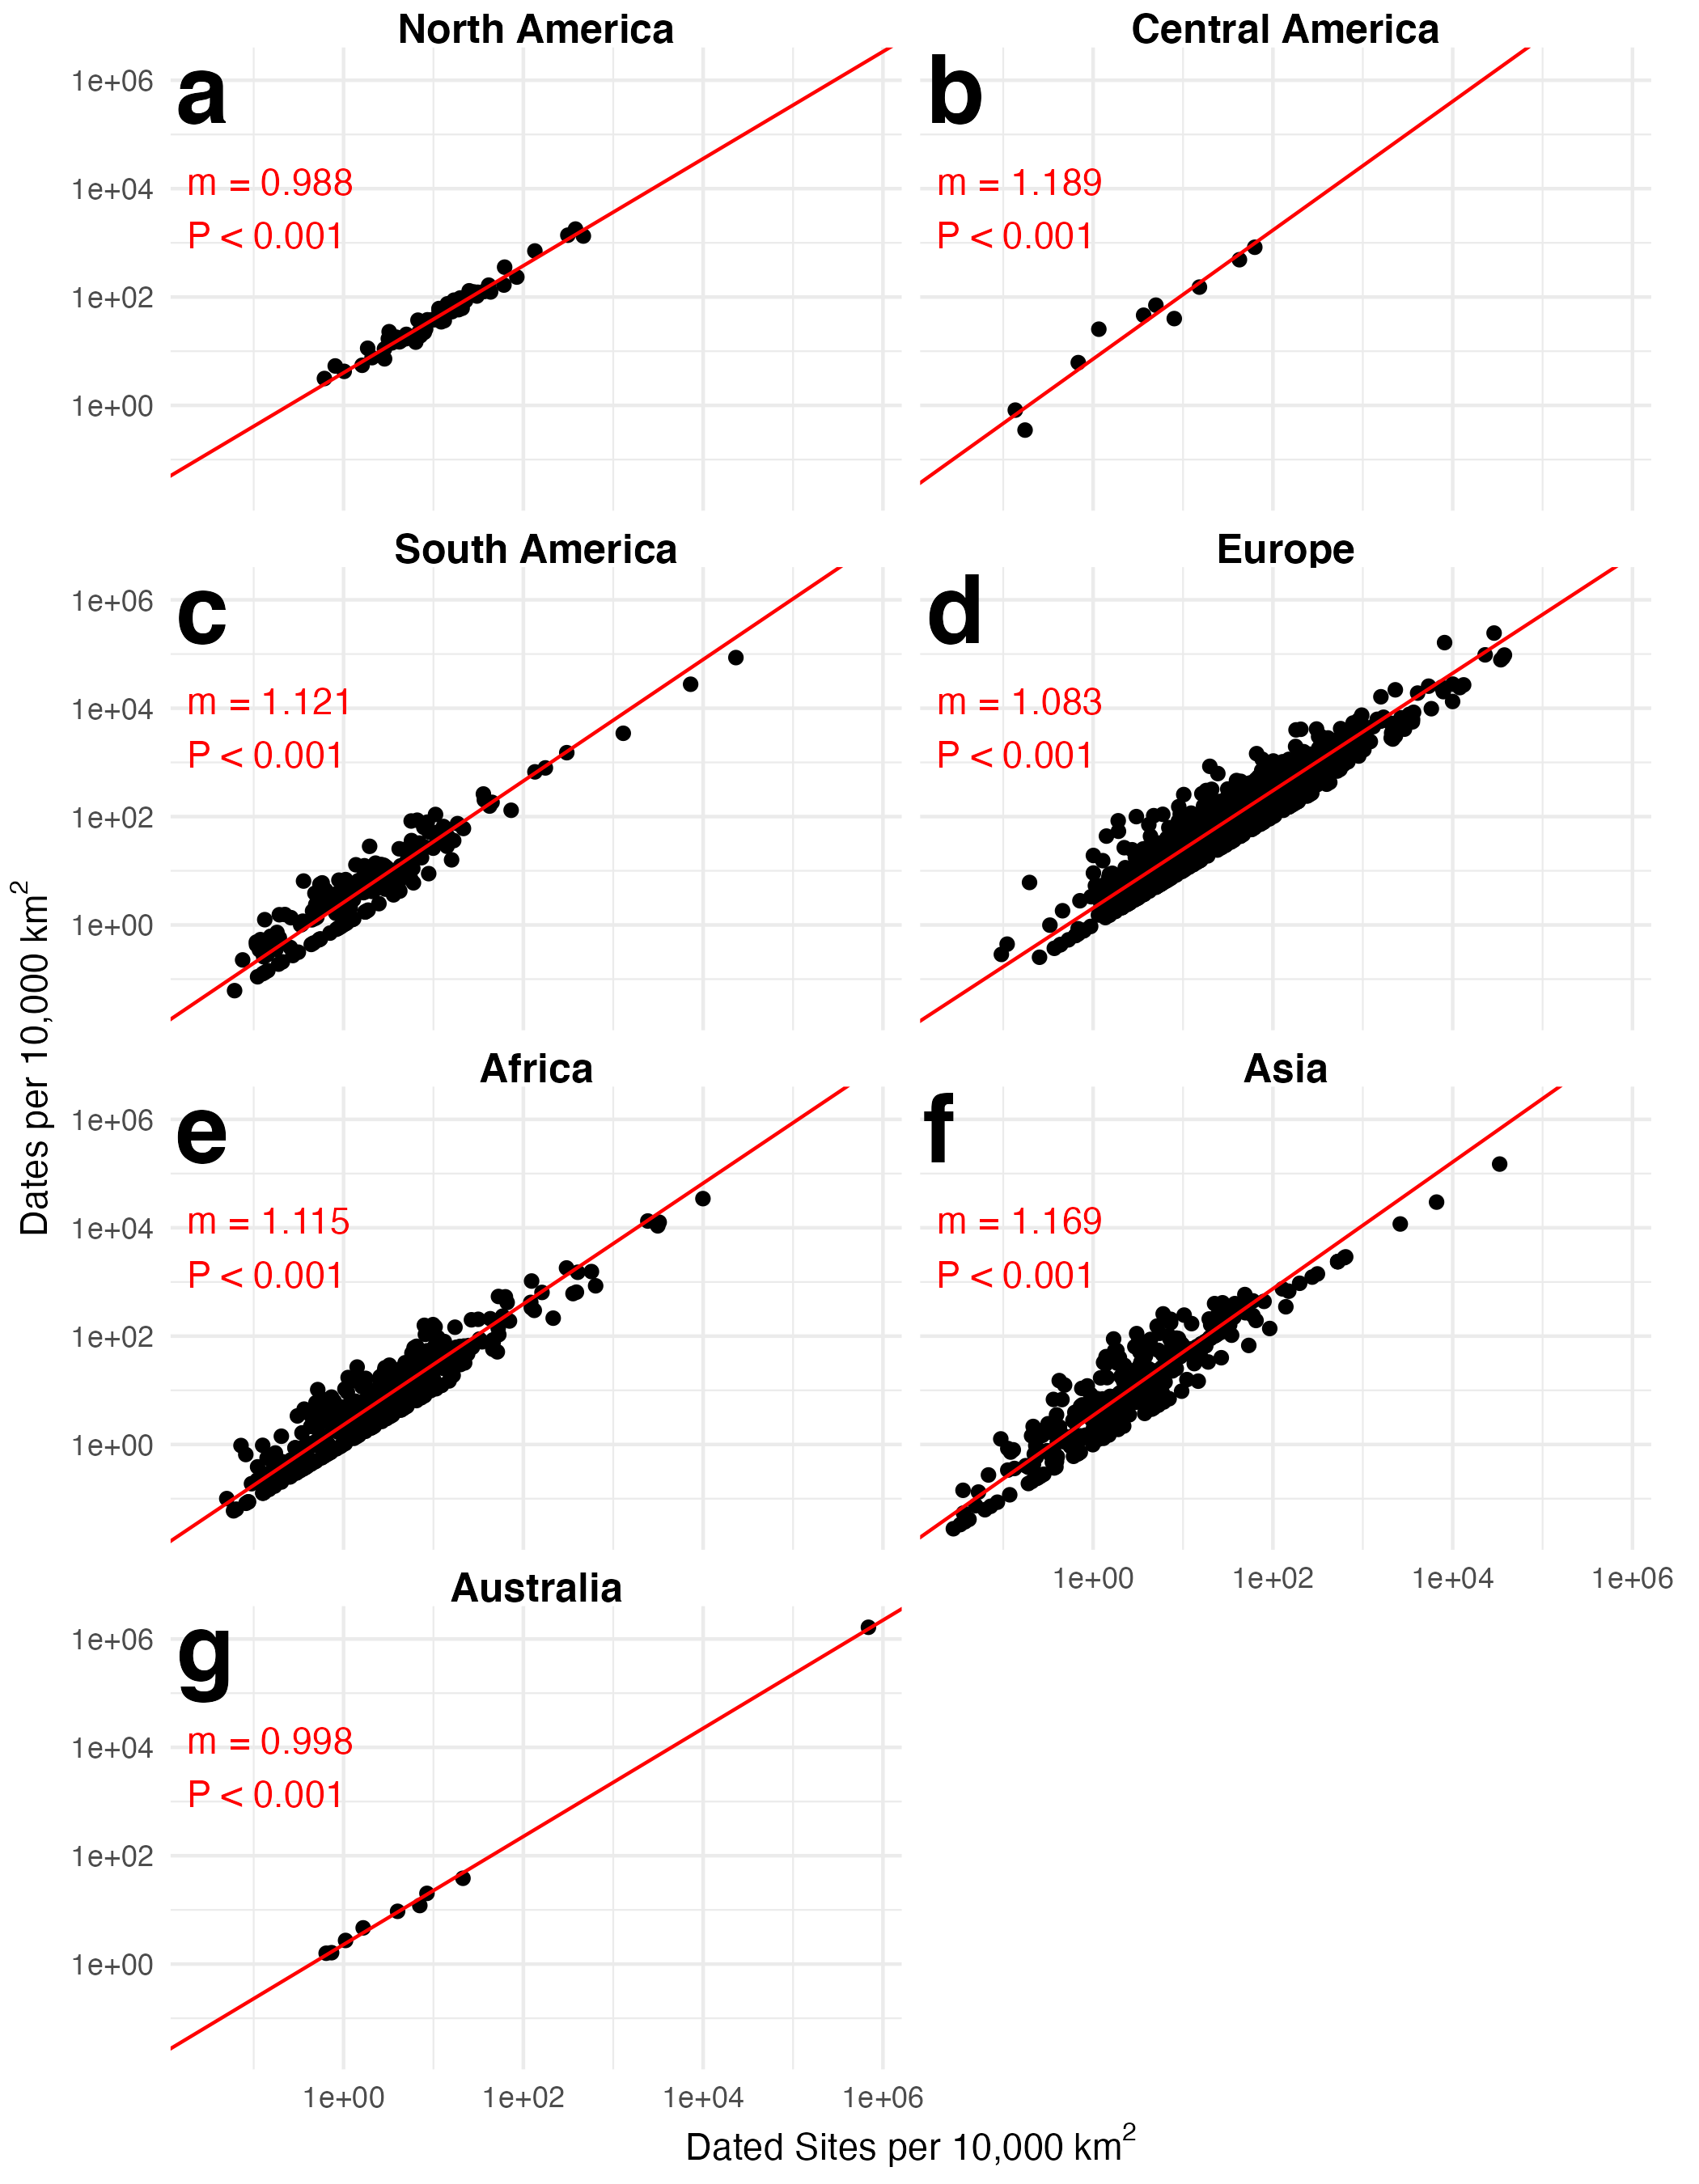 North America
Central America
a
b
1e+06
1e+04
1e+02
1e+00
m = 0.988
P < 0.001
m = 1.189
P < 0.001
South America
Europe
c
d
1e+06
1e+04
1e+02
1e+00
m = 1.121
P < 0.001
m = 1.083
P < 0.001
Dates per 10,000 km²
Africa
Asia
e
f
1e+06
1e+04
1e+02
1e+00
m = 1.115
P < 0.001
m = 1.169
P < 0.001
1e+00 1e+02 1e+04 1e+06
Australia
g
1e+06
1e+04
1e+02
1e+00
m = 0.998
P < 0.001
1e+00 1e+02 1e+04 1e+06
Dated Sites per 10,000 km²